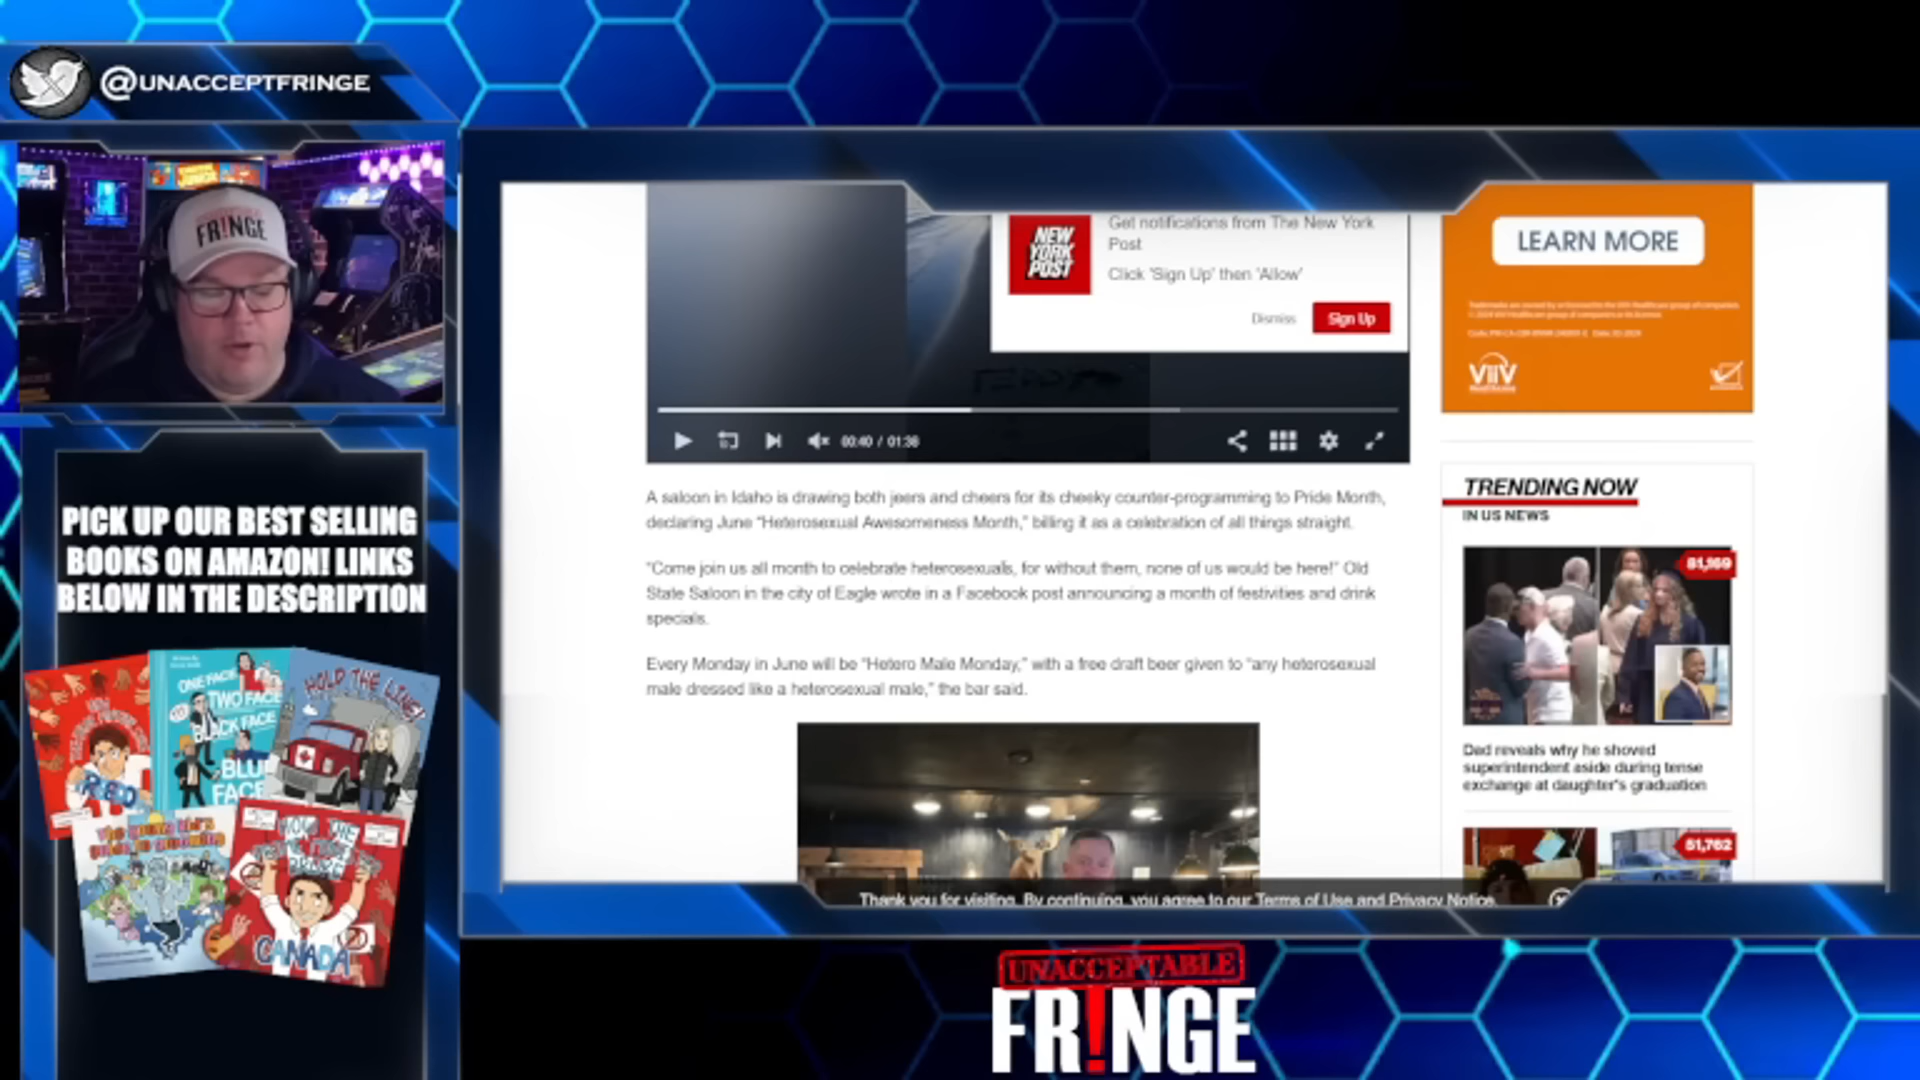 @UNACCEPTFRINGE
FR!NGE
PICK UP OUR BEST SELLING
BOOKS ON AMAZON! LINKS
BELOW IN THE DESCRIPTION
ONE FACE
TWO FACE
BLACK FACE
BLUE
FACE
HOLD THE LINE!
HOLD THE
CANADA
NEW
YORK
POST
Get notifications from The New York
Post
Click 'Sign Up' then 'Allow'
Dismiss
Sign Up
00:40 / 01:38
A saloon in Idaho is drawing both jeers and cheers for its cheeky counter-programming to Pride Month,
declaring June “Heterosexual Awesomeness Month,” billing it as a celebration of all things straight.
“Come join us all month to celebrate heterosexuals, for without them, none of us would be here!” Old
State Saloon in the city of Eagle wrote in a Facebook post announcing a month of festivities and drink
specials.
Every Monday in June will be “Hetero Male Monday,” with a free draft beer given to “any heterosexual
male dressed like a heterosexual male,” the bar said.
Thank you for visiting. By continuing, you agree to our Terms of Use and Privacy Notice
LEARN MORE
ViiV
TRENDING NOW
IN US NEWS
Dad reveals why he shoved
superintendent aside during tense
exchange at daughter's graduation
51,762
UNACCEPTABLE
FR!NGE